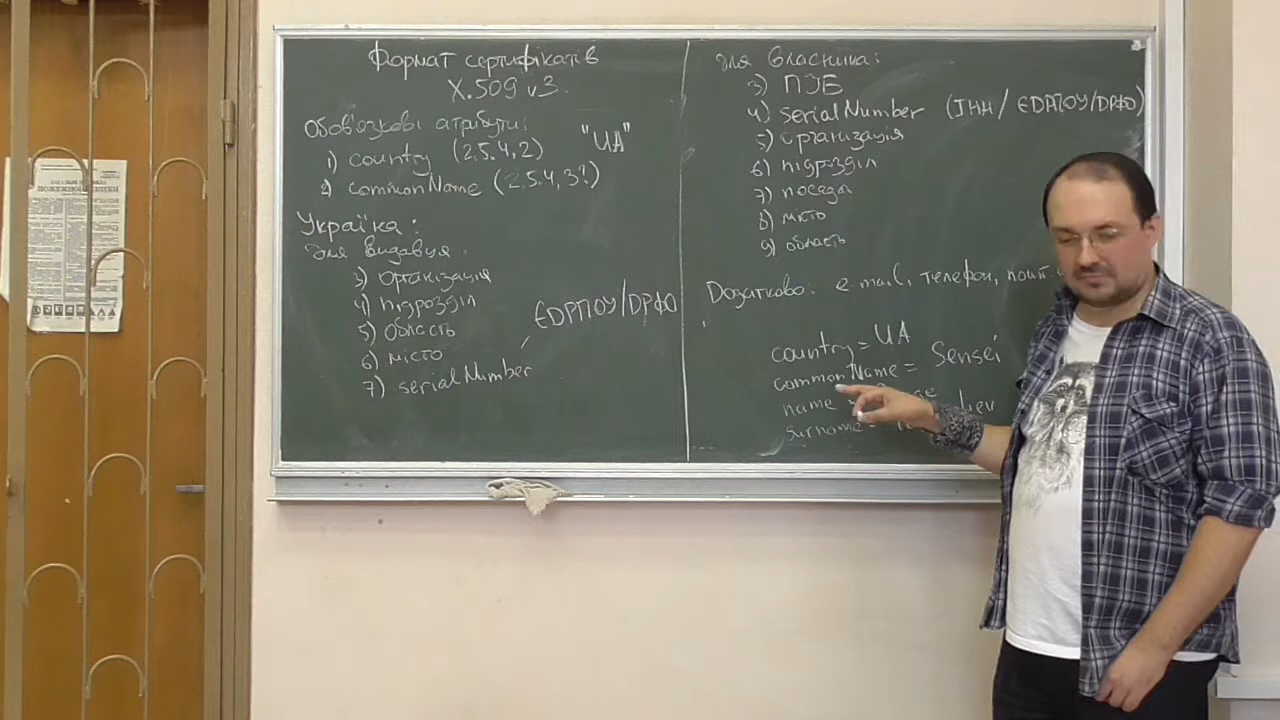 Формат сертифікатів
X.509 v3.
Обов'язкові атрибути:
1) country (2.5.4.2) "UA"
2) commonName (2.5.4.3?)
Україна:
Для видавця.
3) Організація
4) підрозділ
5) Область
6) місто
7) serialNumber
ЄДРПОУ/ДРФО
Для власника:
3) ПІБ
4) serialNumber (ІНН/ЄДРПОУ/ДРФО)
5) організація
6) підрозділ
7) посада
8) місто
9) область
Додатково: e-mail, телефон,
country = UA
commonName = Sensei
name =
surname =